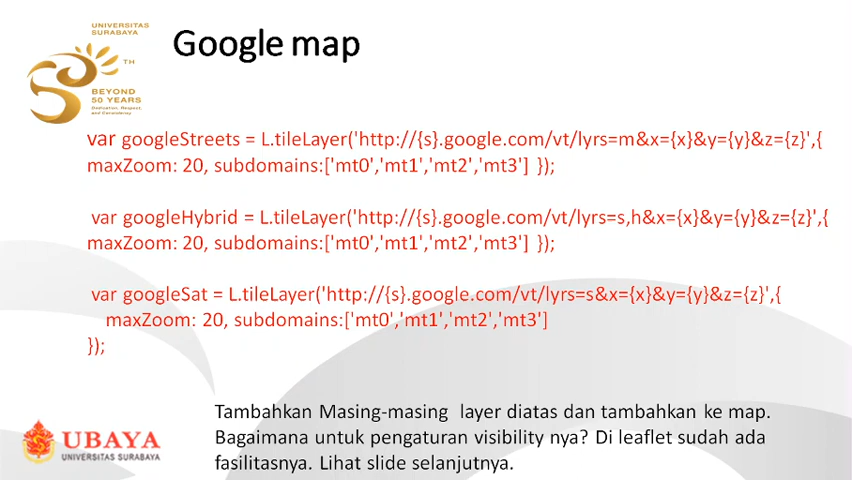 UNIVERSITAS
SURABAYA
TH
BEYOND
50 YEARS
Dedication, Respect,
and Consistency
Google map
var googleStreets = L.tileLayer('http://{s}.google.com/vt/lyrs=m&x={x}&y={y}&z={z}',{
maxZoom: 20, subdomains:['mt0','mt1','mt2','mt3'] });
var googleHybrid = L.tileLayer('http://{s}.google.com/vt/lyrs=s,h&x={x}&y={y}&z={z}',{
maxZoom: 20, subdomains:['mt0','mt1','mt2','mt3'] });
var googleSat = L.tileLayer('http://{s}.google.com/vt/lyrs=s&x={x}&y={y}&z={z}',{
maxZoom: 20, subdomains:['mt0','mt1','mt2','mt3']
});
Tambahkan Masing-masing layer diatas dan tambahkan ke map.
Bagaimana untuk pengaturan visibility nya? Di leaflet sudah ada
fasilitasnya. Lihat slide selanjutnya.
UBAYA
UNIVERSITAS SURABAYA